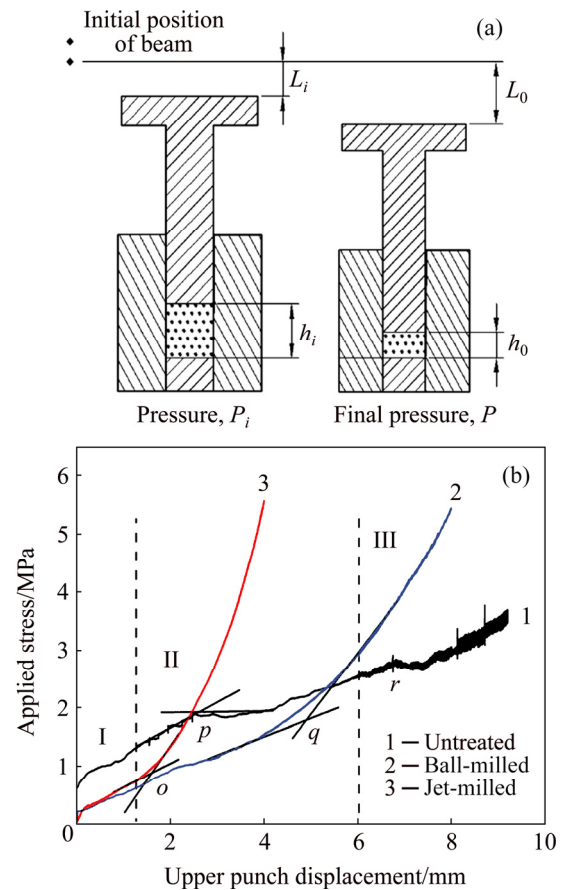 Initial position
of beam
(a)
L_i
L_0
h_i
h_0
Pressure, P_i
Final pressure, P
(b)
6
5
4
3
2
1
0
Applied stress/MPa
3
2
1
I
II
III
p
q
r
o
1 — Untreated
2 — Ball-milled
3 — Jet-milled
2
4
6
8
10
Upper punch displacement/mm